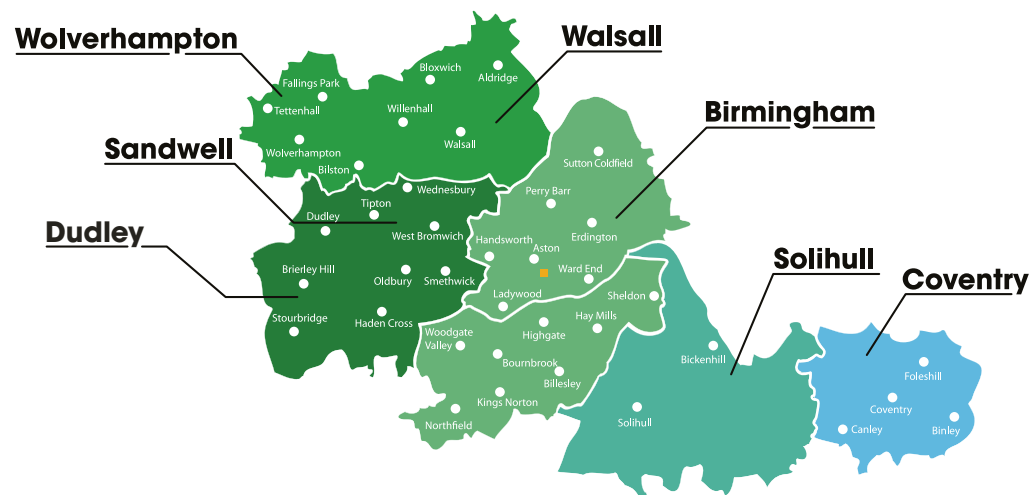 Wolverhampton
Walsall
Bloxwich
Aldridge
Fallings Park
Tettenhall
Willenhall
Walsall
Birmingham
Wolverhampton
Sandwell
Bilston
Sutton Coldfield
Wednesbury
Perry Barr
Tipton
Dudley
West Bromwich
Erdington
Dudley
Handsworth
Aston
Solihull
Ward End
Brierley Hill
Oldbury
Smethwick
Coventry
Ladywood
Sheldon
Stourbridge
Haden Cross
Hay Mills
Woodgate
Valley
Highgate
Bickenhill
Bournbrook
Foleshill
Billesley
Kings Norton
Coventry
Northfield
Solihull
Canley
Binley